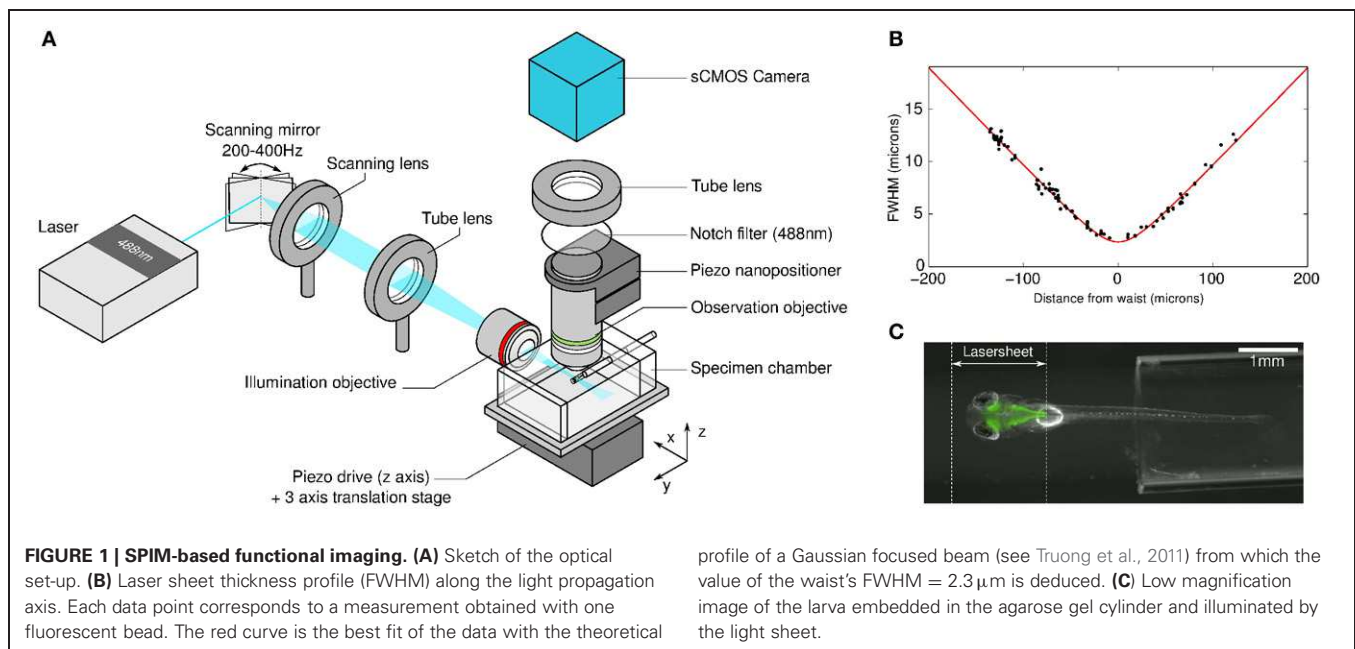 A
sCMOS Camera
Scanning mirror
200-400Hz
Scanning lens
Tube lens
Laser
488nm
Tube lens
Notch filter (488nm)
Piezo nanopositioner
Observation objective
Illumination objective
Specimen chamber
Piezo drive (z axis)
+ 3 axis translation stage
x
z
y
B
FWHM (microns)
15
10
5
0
−200
−100
0
100
200
Distance from waist (microns)
C
Lasersheet
1mm
FIGURE 1 | SPIM-based functional imaging. (A) Sketch of the optical
set-up. (B) Laser sheet thickness profile (FWHM) along the light propagation
axis. Each data point corresponds to a measurement obtained with one
fluorescent bead. The red curve is the best fit of the data with the theoretical
profile of a Gaussian focused beam (see Truong et al., 2011) from which the
value of the waist's FWHM = 2.3 μm is deduced. (C) Low magnification
image of the larva embedded in the agarose gel cylinder and illuminated by
the light sheet.